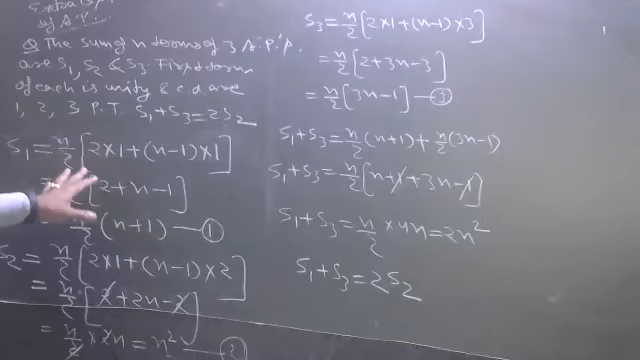 Extra Qs.
of A.P.
Q The sum of n terms of 3 A.P.'s
are S₁, S₂ & S₃. First term
of each is unity & c.d are
1, 2, 3 P.T. S₁+S₃=2S₂
S₁ = n/2 [2×1+(n-1)×1]
[2+n-1]
= n/2 (n+1) —①
S₂ = n/2 [2×1+(n-1)×2]
= n/2 [2+2n-2]
= n/2 × 2n = n² —②
S₃ = n/2 [2×1+(n-1)×3]
= n/2 [2+3n-3]
= n/2 [3n-1] —③
S₁+S₃ = n/2 (n+1) + n/2 (3n-1)
S₁+S₃ = n/2 [n+1+3n-1]
S₁+S₃ = n/2 × 4n = 2n²
S₁+S₃ = 2S₂